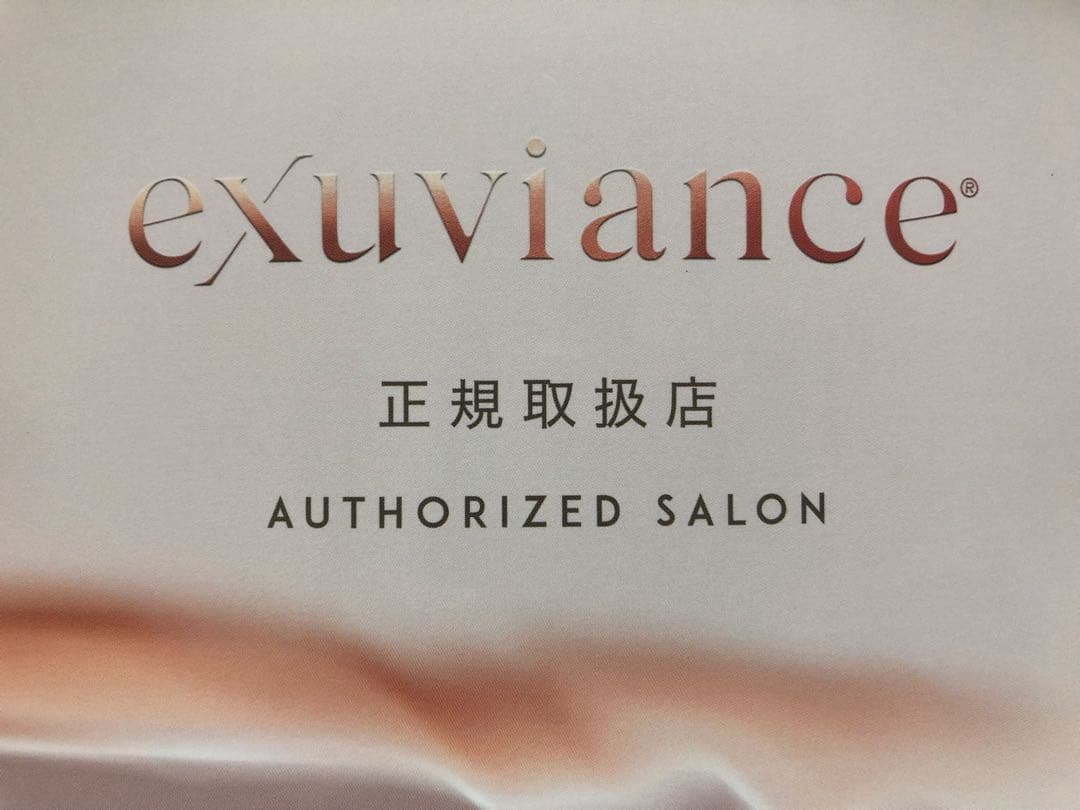 exuviance®
正規取扱店
AUTHORIZED SALON